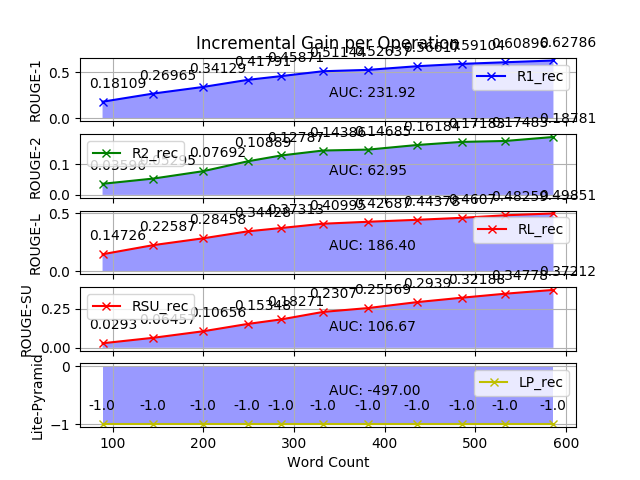 Incremental Gain per Operation
ROUGE-1
0.5
0.0
0.18109 0.26965 0.34129 0.41791 0.45871 0.51144 0.52637 0.56617 0.59104 0.60896 0.62786
AUC: 231.92
R1_rec
ROUGE-2
0.1
0.0
0.07692 0.10889 0.12787 0.14386 0.14685 0.16184 0.17183 0.17483 0.18781
AUC: 62.95
R2_rec
ROUGE-L
0.5
0.0
0.14726 0.22587 0.28458 0.34428 0.37313 0.40995 0.42687 0.44378 0.4607 0.48259 0.49851
AUC: 186.40
RL_rec
ROUGE-SU
0.25
0.00
0.0293 0.06457 0.10656 0.15348 0.18271 0.2307 0.25569 0.2939 0.32188 0.34778 0.37212
AUC: 106.67
RSU_rec
Lite-Pyramid
0
−1
-1.0 -1.0 -1.0 -1.0 -1.0 -1.0 -1.0 -1.0 -1.0 -1.0 -1.0
AUC: -497.00
LP_rec
100 200 300 400 500 600
Word Count